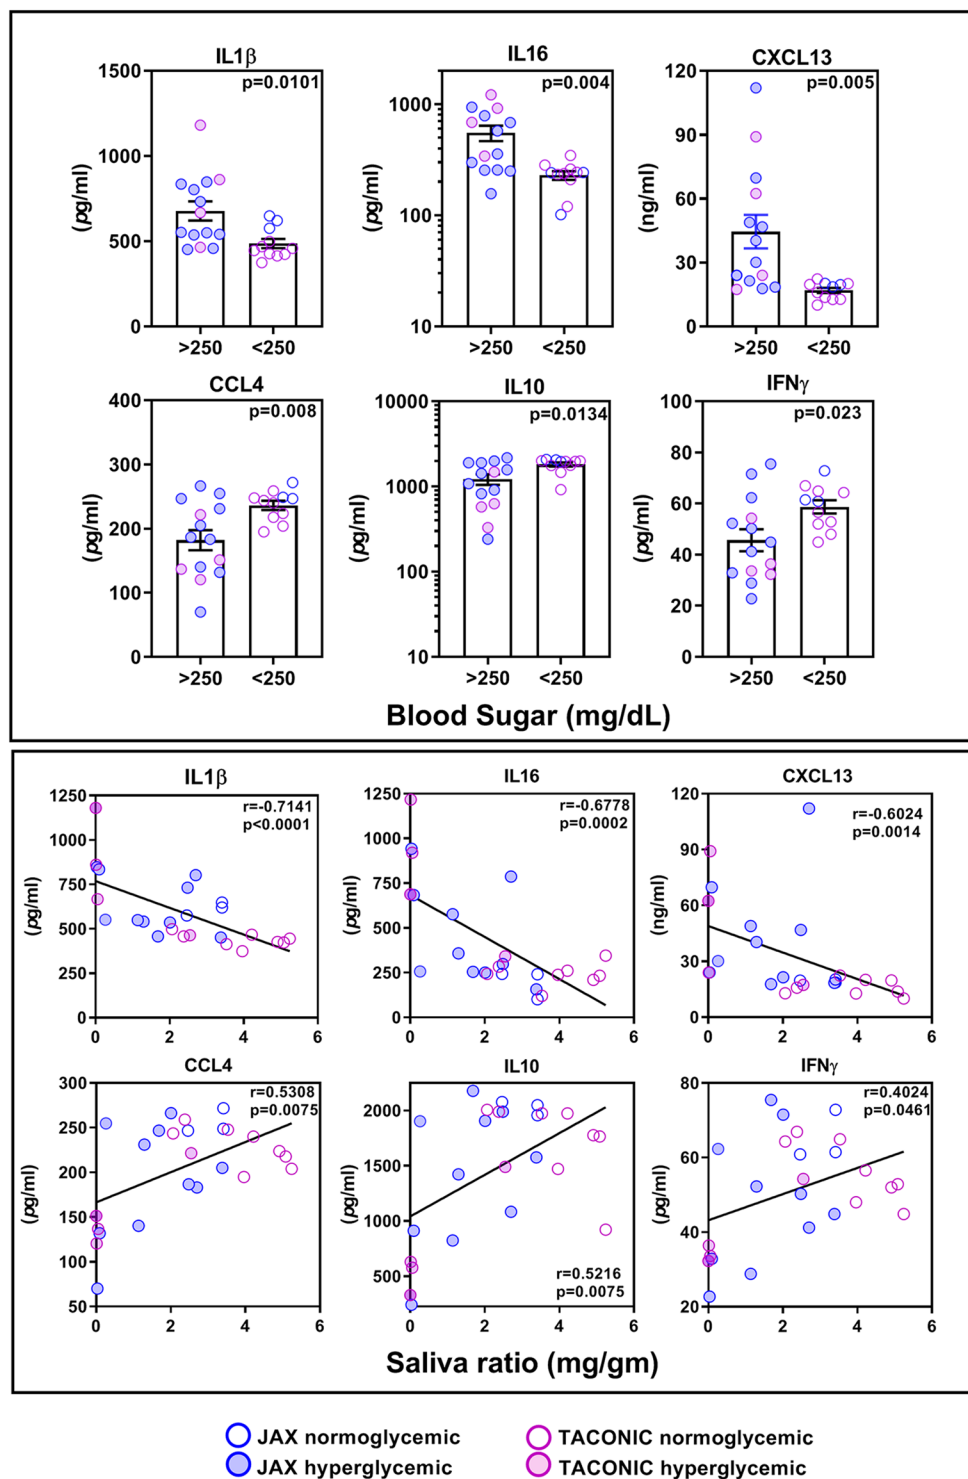 IL1β
p=0.0101
1500
1000
500
0
(pg/ml)
>250 <250
IL16
p=0.004
1000
100
10
(pg/ml)
>250 <250
CXCL13
p=0.005
120
90
60
30
0
(ng/ml)
>250 <250
CCL4
p=0.008
400
300
200
100
0
(pg/ml)
>250 <250
IL10
p=0.0134
10000
1000
100
10
(pg/ml)
>250 <250
IFNγ
p=0.023
100
80
60
40
20
0
(pg/ml)
>250 <250
Blood Sugar (mg/dL)
IL1β
r=-0.7141
p<0.0001
1250
1000
750
500
250
0
(pg/ml)
0 2 4 6
IL16
r=-0.6778
p=0.0002
1250
1000
750
500
250
0
(pg/ml)
0 2 4 6
CXCL13
r=-0.6024
p=0.0014
120
90
60
30
0
(ng/ml)
0 2 4 6
CCL4
r=0.5308
p=0.0075
300
250
200
150
100
50
(pg/ml)
0 2 4 6
IL10
2000
1500
1000
500
(pg/ml)
r=0.5216
p=0.0075
0 2 4 6
IFNγ
r=0.4024
p=0.0461
80
60
40
20
(pg/ml)
0 2 4 6
Saliva ratio (mg/gm)
JAX normoglycemic
TACONIC normoglycemic
JAX hyperglycemic
TACONIC hyperglycemic